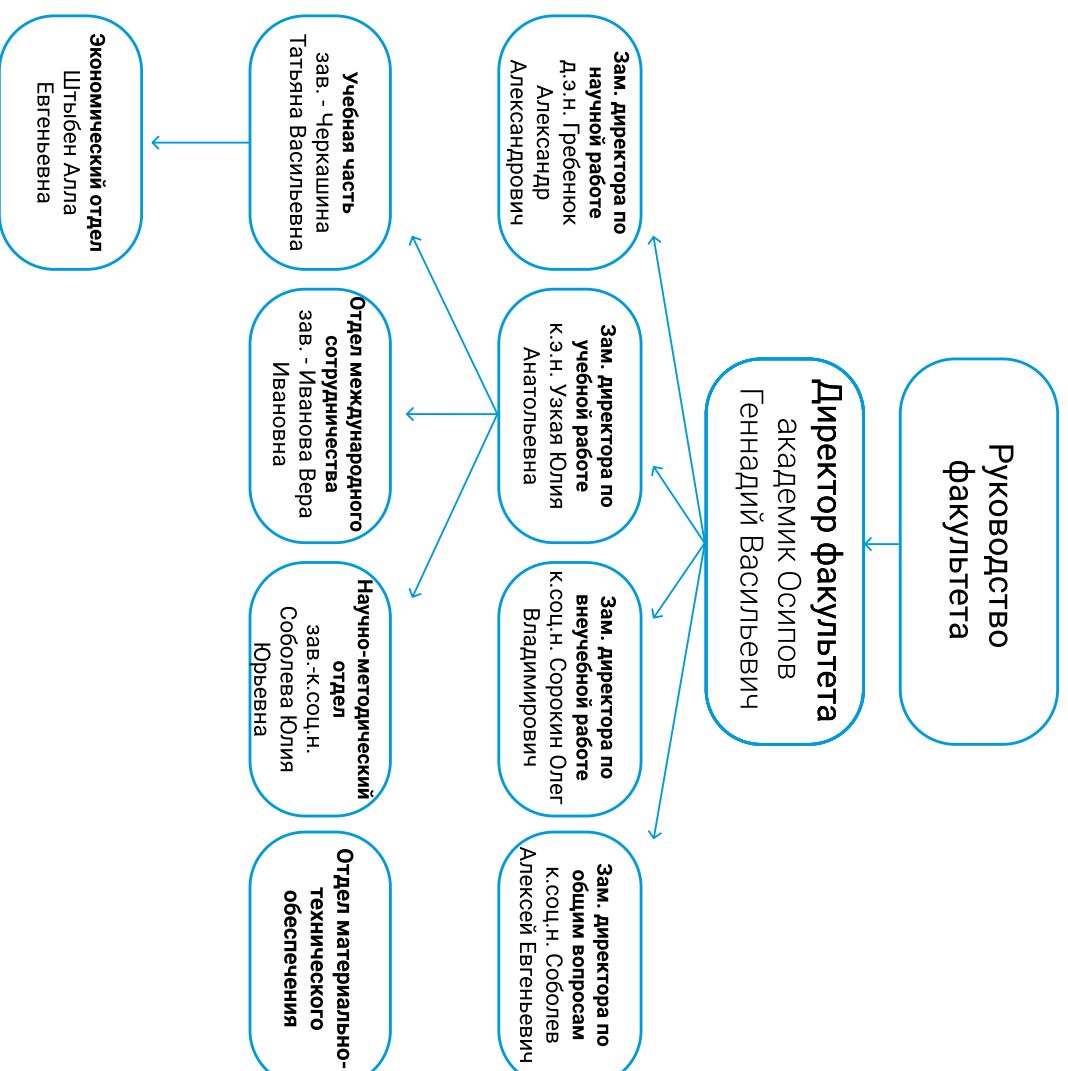 Руководство
факультета
Директор факультета
академик Осипов
Геннадий Васильевич
Зам. директора по
научной работе
д.э.н. Гребенюк
Александр
Александрович
Зам. директора по
учебной работе
к.э.н. Узкая Юлия
Анатольевна
Зам. директора по
внеучебной работе
к.соц.н. Сорокин Олег
Владимирович
Зам. директора по
общим вопросам
к.соц.н. Соболев
Алексей Евгеньевич
Учебная часть
зав. - Черкашина
Татьяна Васильевна
Отдел международного
сотрудничества
зав. - Иванова Вера
Ивановна
Научно-методический
отдел
зав.-к.соц.н.
Соболева Юлия
Юрьевна
Отдел материально-
технического
обеспечения
Экономический отдел
Штыбен Алла
Евгеньевна